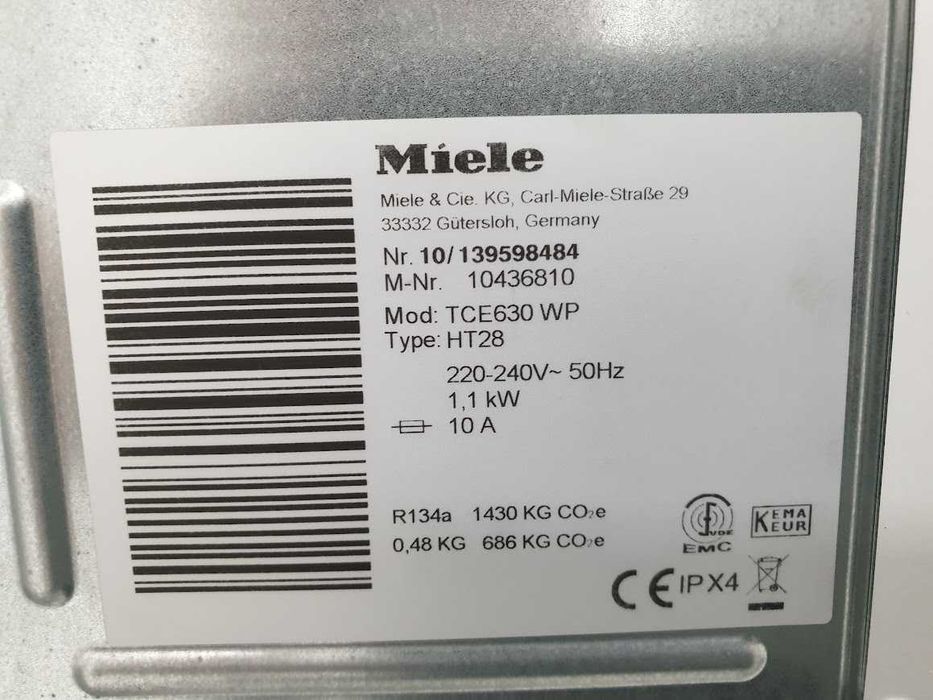 Miele
Miele & Cie. KG, Carl-Miele-Straße 29
33332 Gütersloh, Germany
Nr. 10/139598484
M-Nr. 10436810
Mod: TCE630 WP
Type: HT28
220-240V~ 50Hz
1,1 kW
10 A
R134a 1430 KG CO₂e
0,48 KG 686 KG CO₂e
VDE
EMC
KEMA
KEUR
CE IPX4